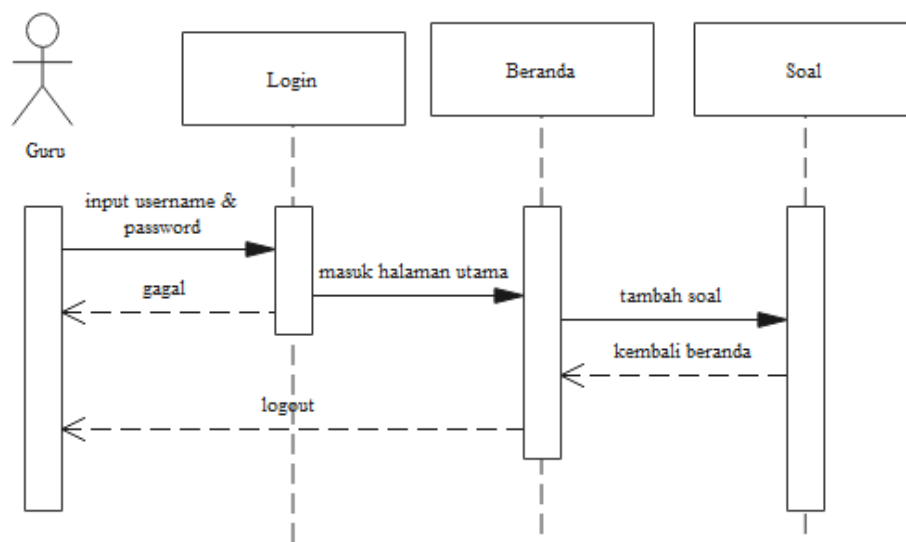 Login
Beranda
Soal
Guru
input username &
password
masuk halaman utama
gagal
tambah soal
kembali beranda
logout